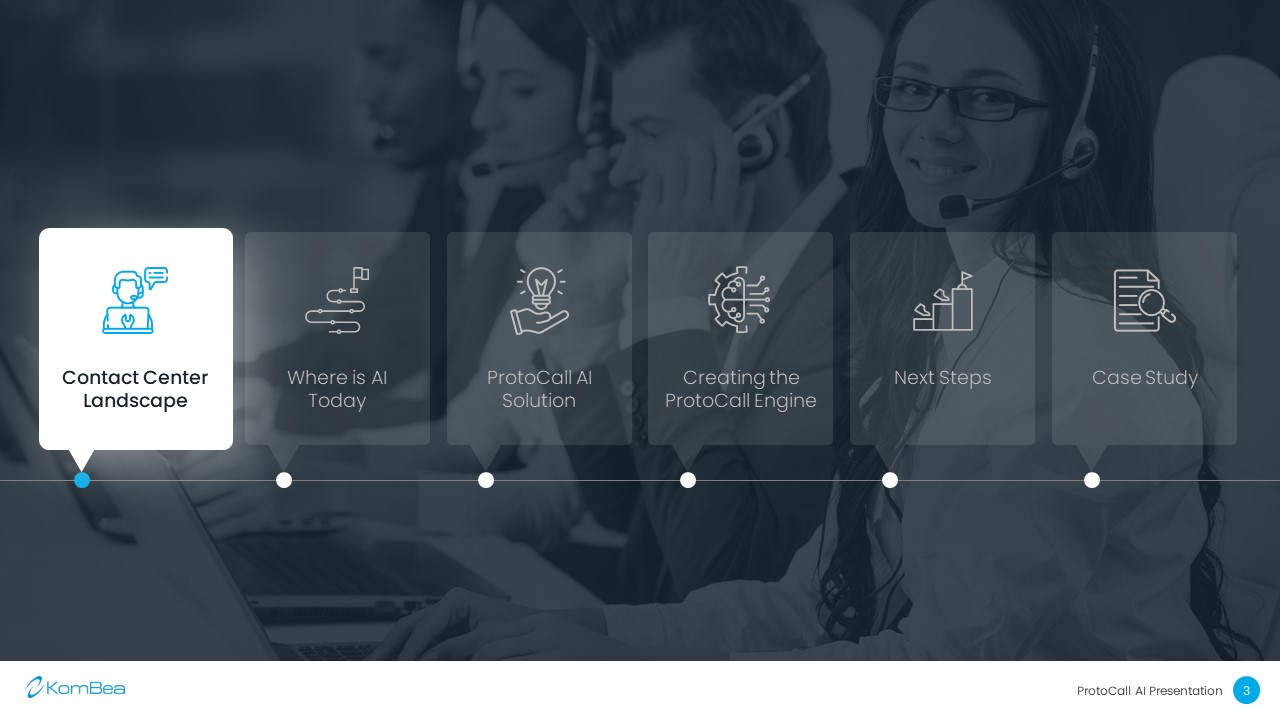 Contact Center
Landscape
Where is AI
Today
ProtoCall AI
Solution
Creating the
ProtoCall Engine
Next Steps
Case Study
KomBea
ProtoCall AI Presentation 3